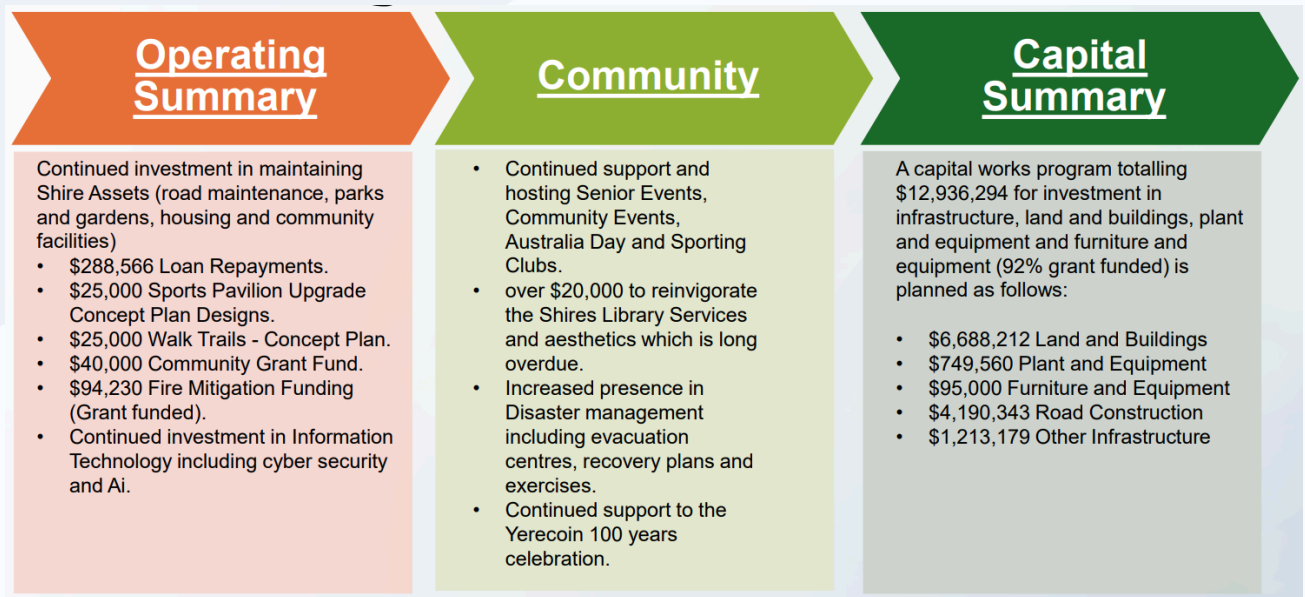 Operating
Summary
Continued investment in maintaining
Shire Assets (road maintenance, parks
and gardens, housing and community
facilities)
• $288,566 Loan Repayments.
• $25,000 Sports Pavilion Upgrade
Concept Plan Designs.
• $25,000 Walk Trails - Concept Plan.
• $40,000 Community Grant Fund.
• $94,230 Fire Mitigation Funding
(Grant funded).
• Continued investment in Information
Technology including cyber security
and Ai.
Community
• Continued support and
hosting Senior Events,
Community Events,
Australia Day and Sporting
Clubs.
• over $20,000 to reinvigorate
the Shires Library Services
and aesthetics which is long
overdue.
• Increased presence in
Disaster management
including evacuation
centres, recovery plans and
exercises.
• Continued support to the
Yerecoin 100 years
celebration.
Capital
Summary
A capital works program totalling
$12,936,294 for investment in
infrastructure, land and buildings, plant
and equipment and furniture and
equipment (92% grant funded) is
planned as follows:
• $6,688,212 Land and Buildings
• $749,560 Plant and Equipment
• $95,000 Furniture and Equipment
• $4,190,343 Road Construction
• $1,213,179 Other Infrastructure